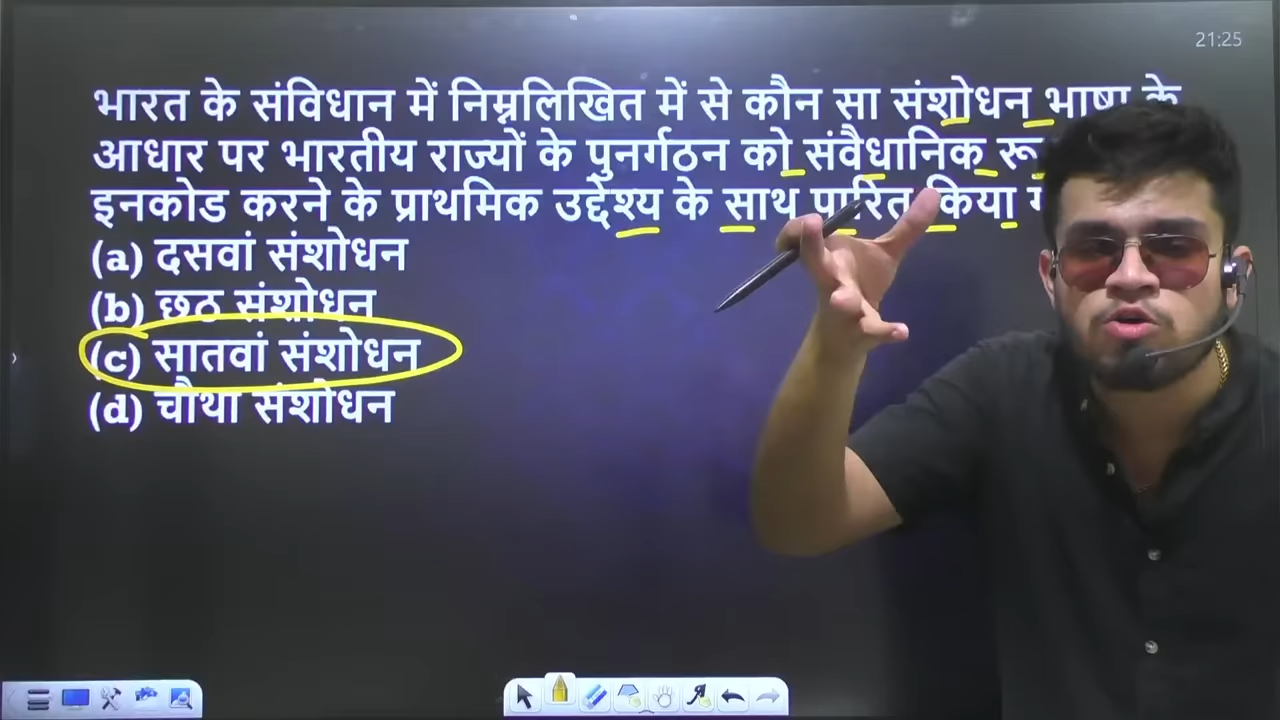 21:25
भारत के संविधान में निम्नलिखित में से कौन सा संशोधन भाषा के
आधार पर भारतीय राज्यों के पुनर्गठन को संवैधानिक
इनकोड करने के प्राथमिक उद्देश्य के साथ पारित किया
(a) दसवां संशोधन
(b) छठ संशोधन
(c) सातवां संशोधन
(d) चौथा संशोधन